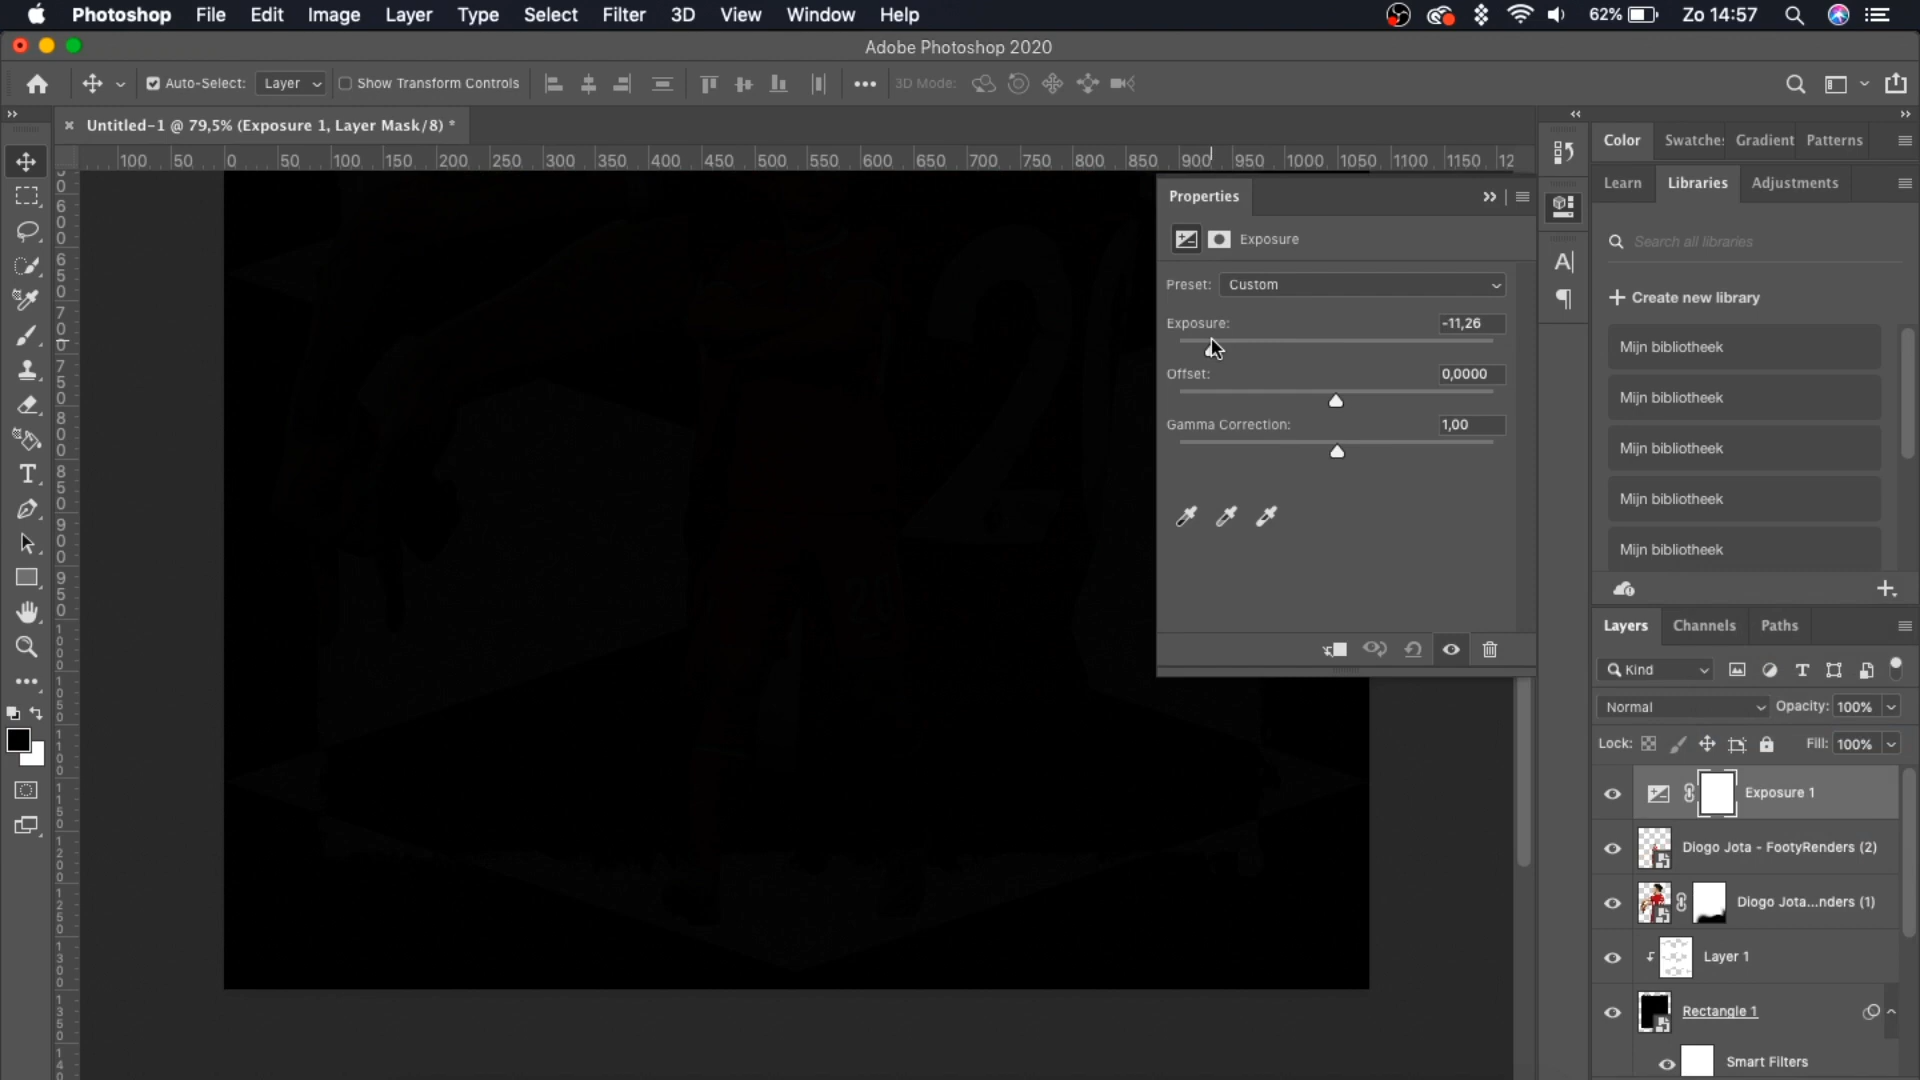 Photoshop File Edit Image Layer Type Select Filter 3D View Window Help 62% Zo 14:57
Adobe Photoshop 2020
Auto-Select: Layer Show Transform Controls 3D Mode:
Untitled-1 @ 79,5% (Exposure 1, Layer Mask/8) *
100 50 0 50 100 150 200 250 300 350 400 450 500 550 600 650 700 750 800 850 900 950 1000 1050 1100 1150 12
Color Swatches Gradient Patterns
Learn Libraries Adjustments
Search all libraries
Create new library
Mijn bibliotheek
Mijn bibliotheek
Mijn bibliotheek
Mijn bibliotheek
Mijn bibliotheek
Properties
Exposure
Preset: Custom
Exposure: -11,26
Offset: 0,0000
Gamma Correction: 1,00
Layers Channels Paths
Kind
Normal Opacity: 100%
Lock: Fill: 100%
Exposure 1
Diogo Jota - FootyRenders (2)
Diogo Jota...nders (1)
Layer 1
Rectangle 1
Smart Filters